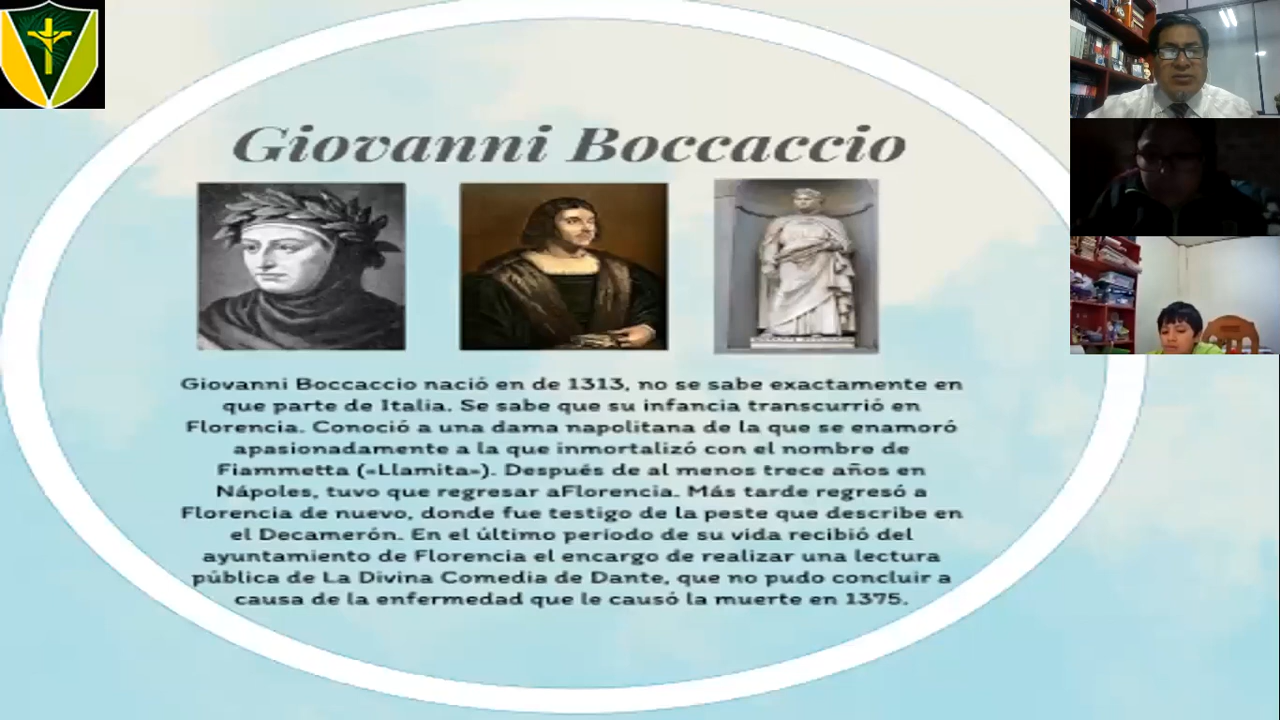 Giovanni Boccaccio
Giovanni Boccaccio nació en de 1313, no se sabe exactamente en
que parte de Italia. Se sabe que su infancia transcurrió en
Florencia. Conoció a una dama napolitana de la que se enamoró
apasionadamente a la que inmortalizó con el nombre de
Fiammetta («Llamita»). Después de al menos trece años en
Nápoles, tuvo que regresar aFlorencia. Más tarde regresó a
Florencia de nuevo, donde fue testigo de la peste que describe en
el Decamerón. En el último período de su vida recibió del
ayuntamiento de Florencia el encargo de realizar una lectura
pública de La Divina Comedia de Dante, que no pudo concluir a
causa de la enfermedad que le causó la muerte en 1375.